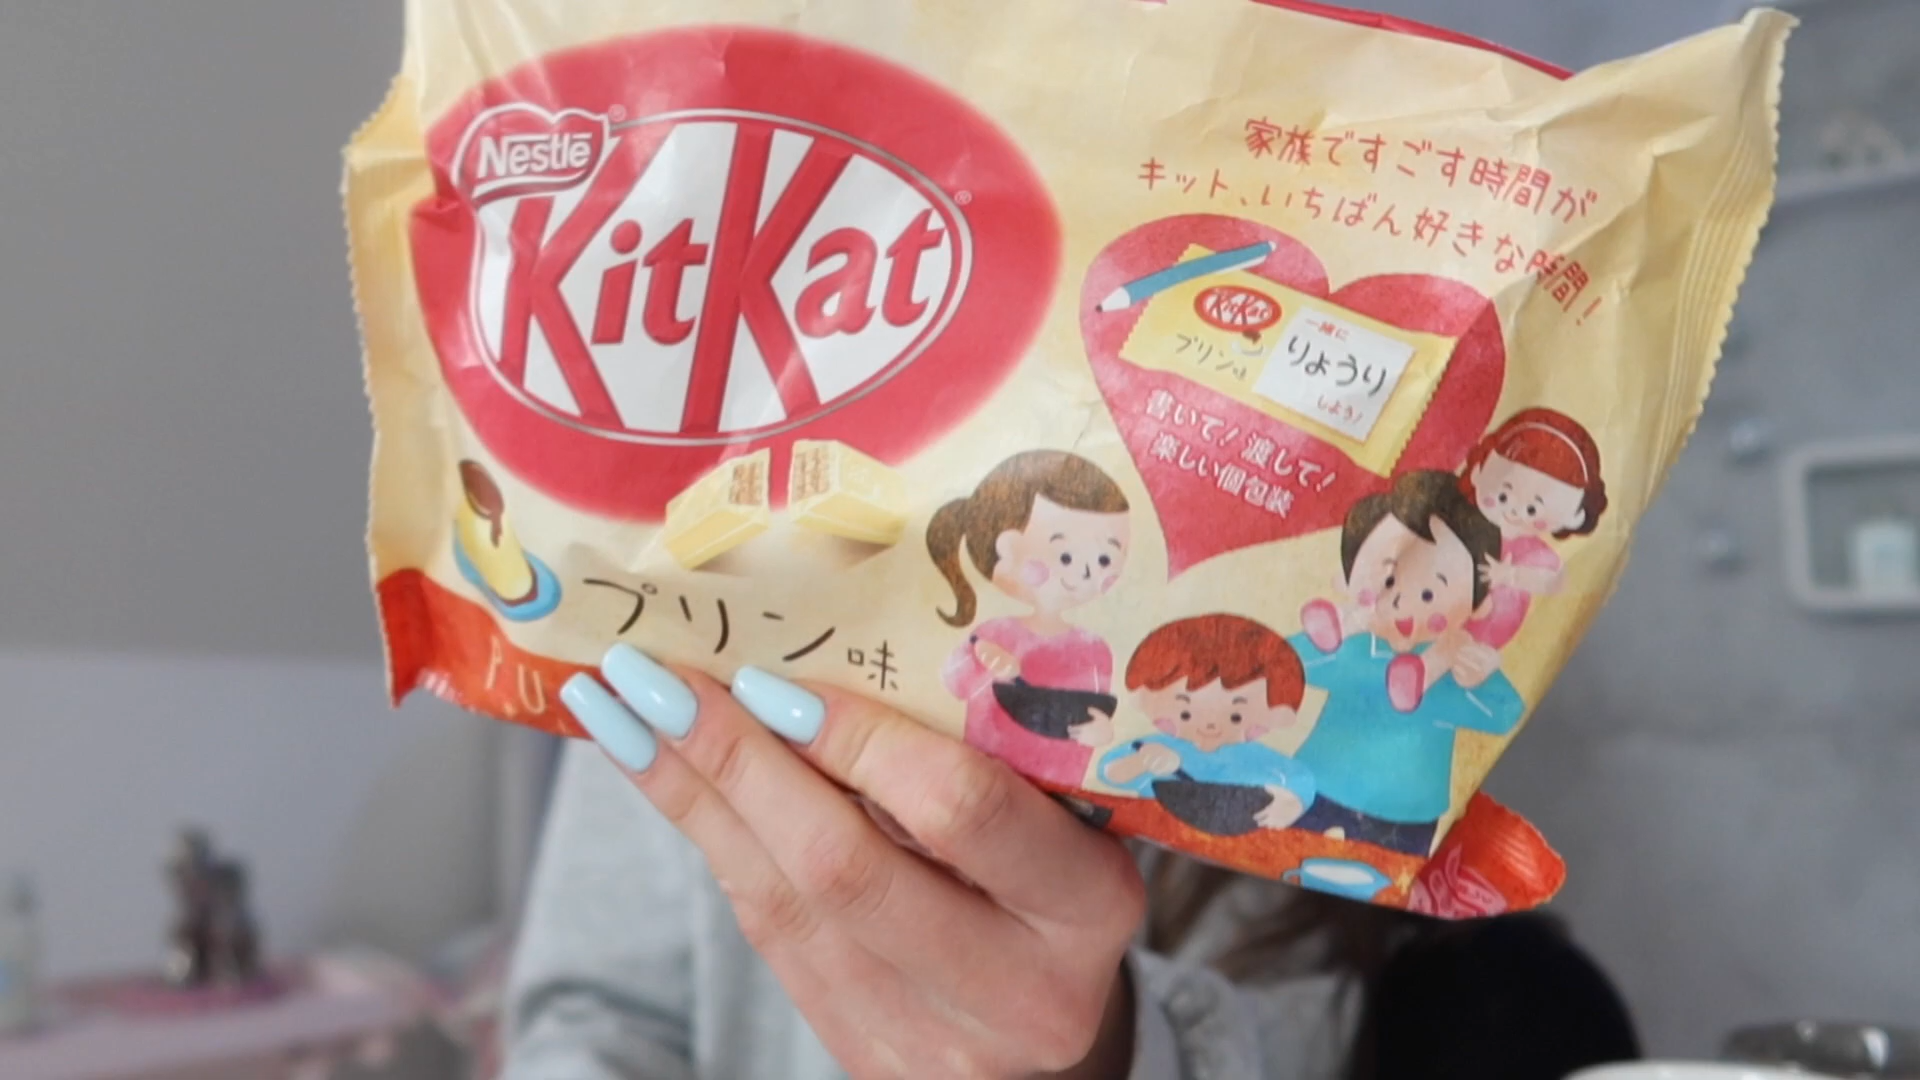 Nestlé
KitKat
家族ですごす時間が
キット、いちばん好きな時間!
KitKat
プリン味
一緒に
りょうり
しよう!
書いて!渡して!
楽しい個包装
プリン味
PU